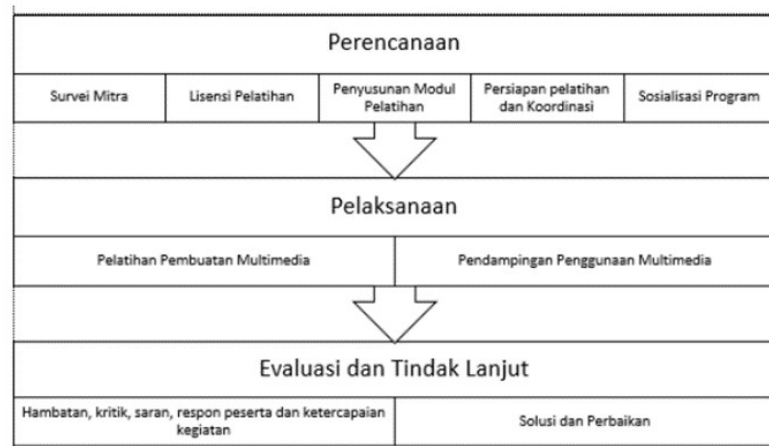 Perencanaan
Survei Mitra
Lisensi Pelatihan
Penyusunan Modul
Pelatihan
Persiapan pelatihan
dan Koordinasi
Sosialisasi Program
Pelaksanaan
Pelatihan Pembuatan Multimedia
Pendampingan Penggunaan Multimedia
Evaluasi dan Tindak Lanjut
Hambatan, kritik, saran, respon peserta dan ketercapaian
kegiatan
Solusi dan Perbaikan